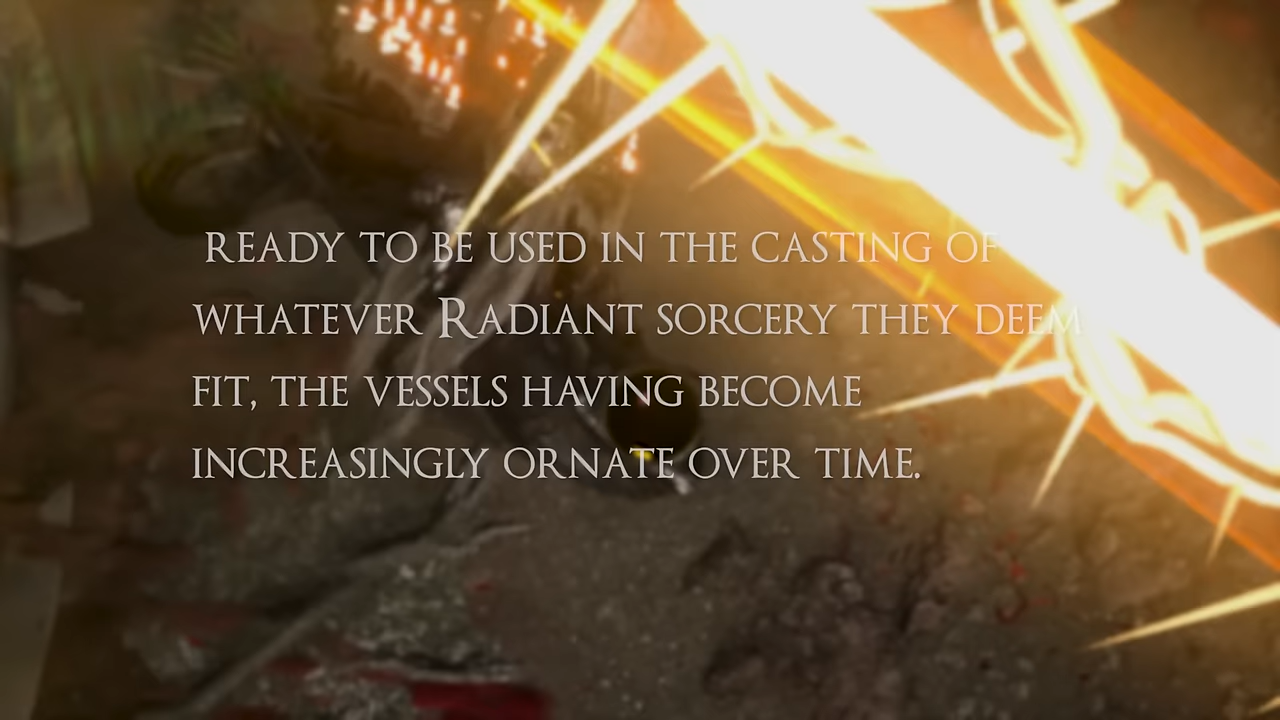 READY TO BE USED IN THE CASTING OF
WHATEVER RADIANT SORCERY THEY DEEM
FIT, THE VESSELS HAVING BECOME
INCREASINGLY ORNATE OVER TIME.